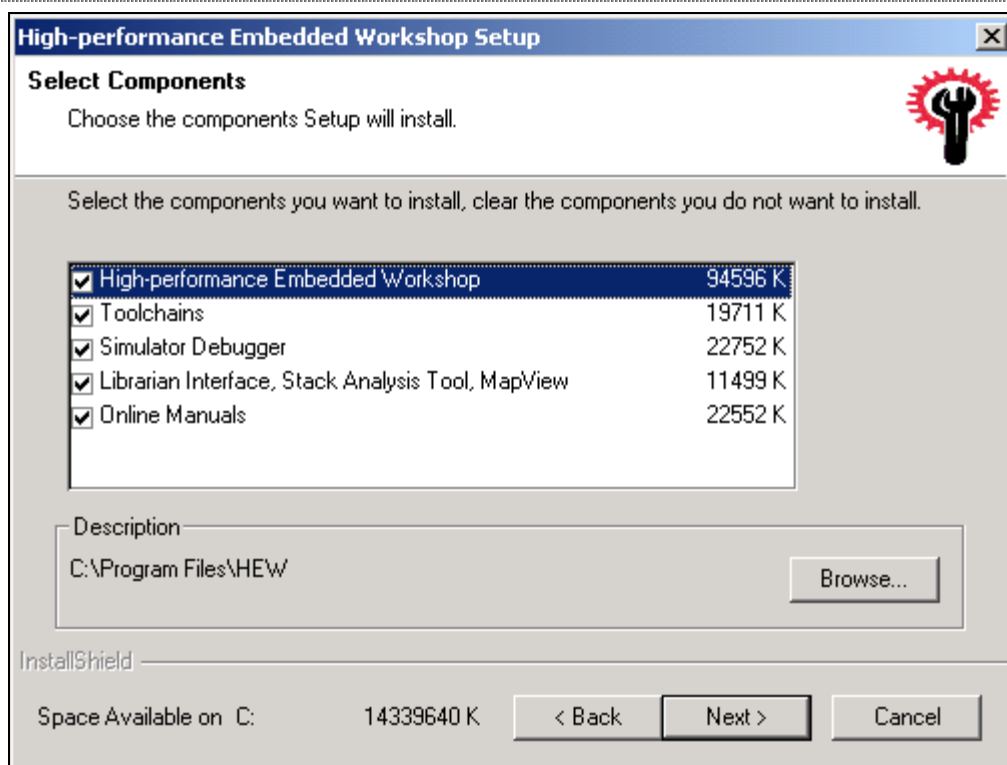 High-performance Embedded Workshop Setup
Select Components
Choose the components Setup will install.
Select the components you want to install, clear the components you do not want to install.
High-performance Embedded Workshop 94596 K
Toolchains 19711 K
Simulator Debugger 22752 K
Librarian Interface, Stack Analysis Tool, MapView 11499 K
Online Manuals 22552 K
Description
C:\Program Files\HEW
Browse...
InstallShield
Space Available on C: 14339640 K < Back Next > Cancel